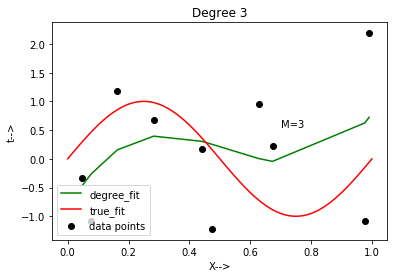 Degree 3
t-->
2.0
1.5
1.0
0.5
0.0
−0.5
−1.0
M=3
degree_fit
true_fit
data points
0.0
0.2
0.4
0.6
0.8
1.0
X-->